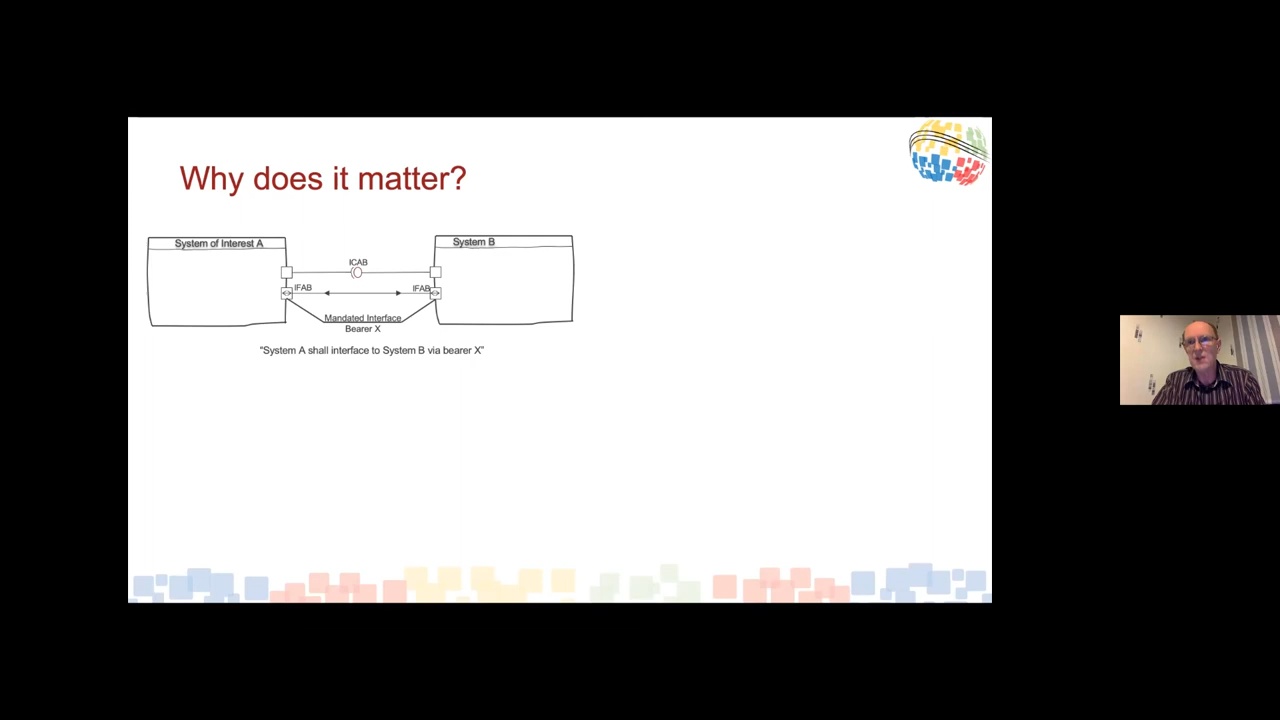 Why does it matter?
System of Interest A
System B
ICAB
IFAB
IFAB
Mandated Interface
Bearer X
"System A shall interface to System B via bearer X"